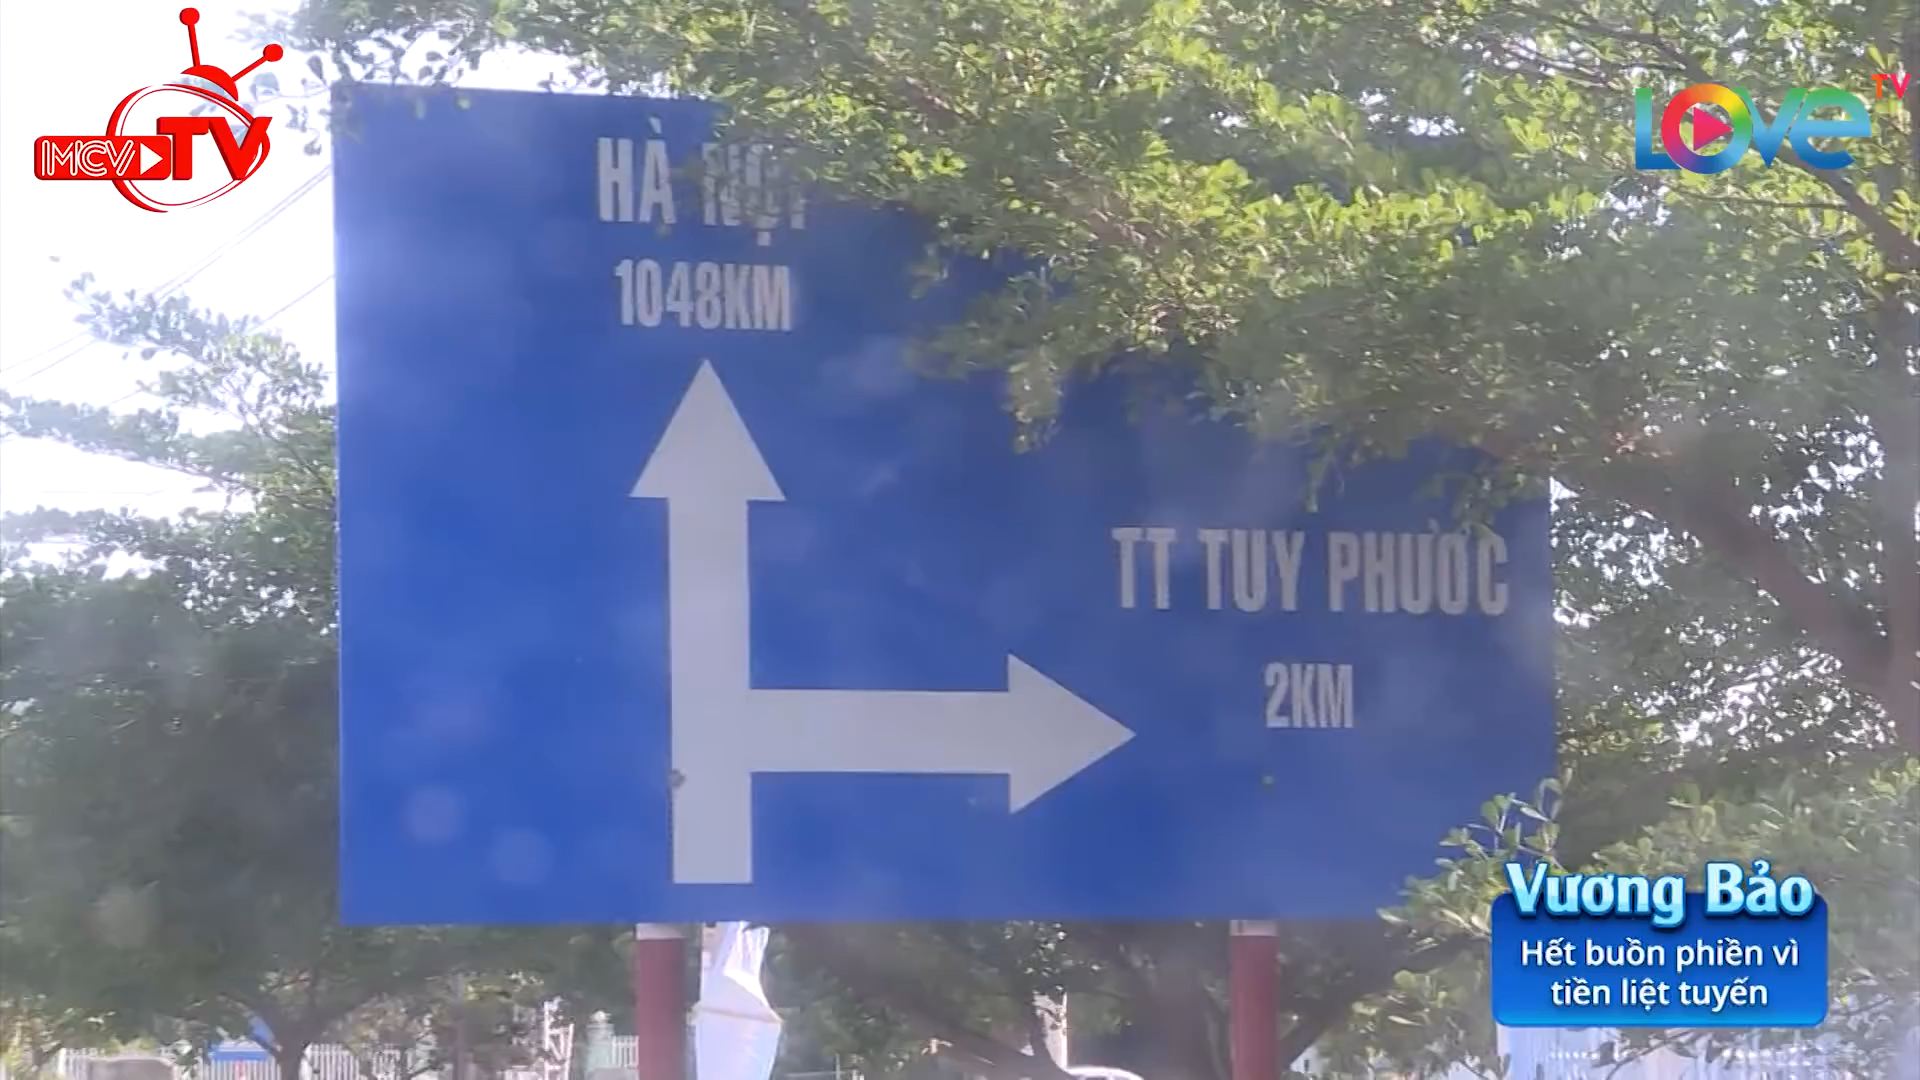 IMCV TV
LOVE TV
HÀ NỘI
1048KM
TT TUY PHƯỚC
2KM
Vương Bảo
Hết buồn phiền vì
tiền liệt tuyến